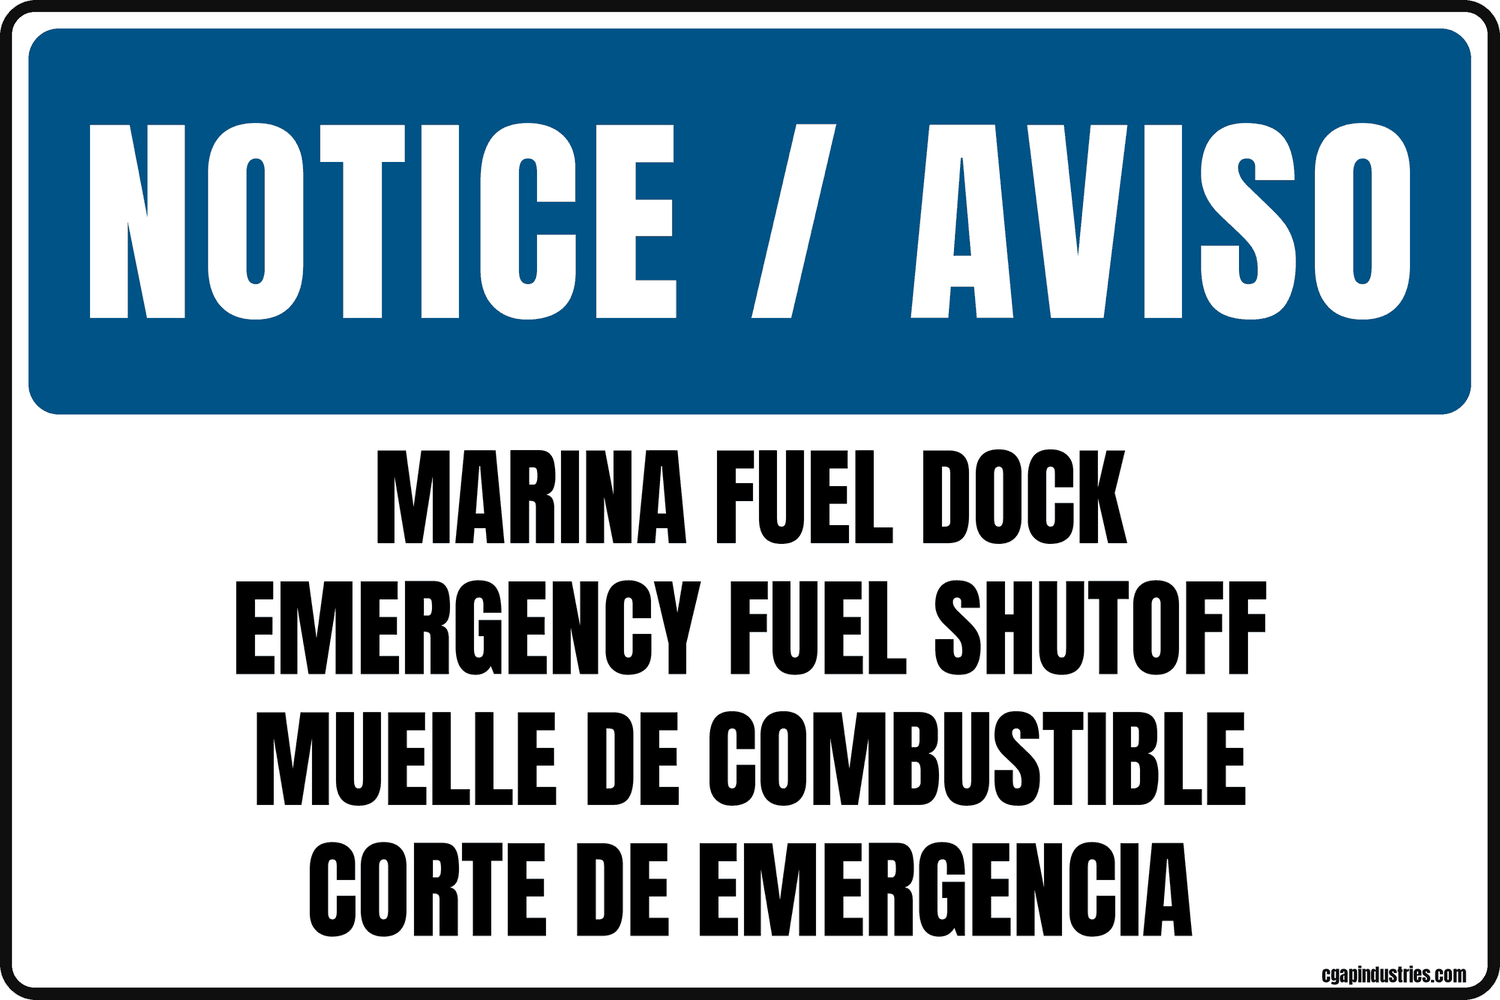 NOTICE / AVISO
MARINA FUEL DOCK
EMERGENCY FUEL SHUTOFF
MUELLE DE COMBUSTIBLE
CORTE DE EMERGENCIA
cgapindustries.com